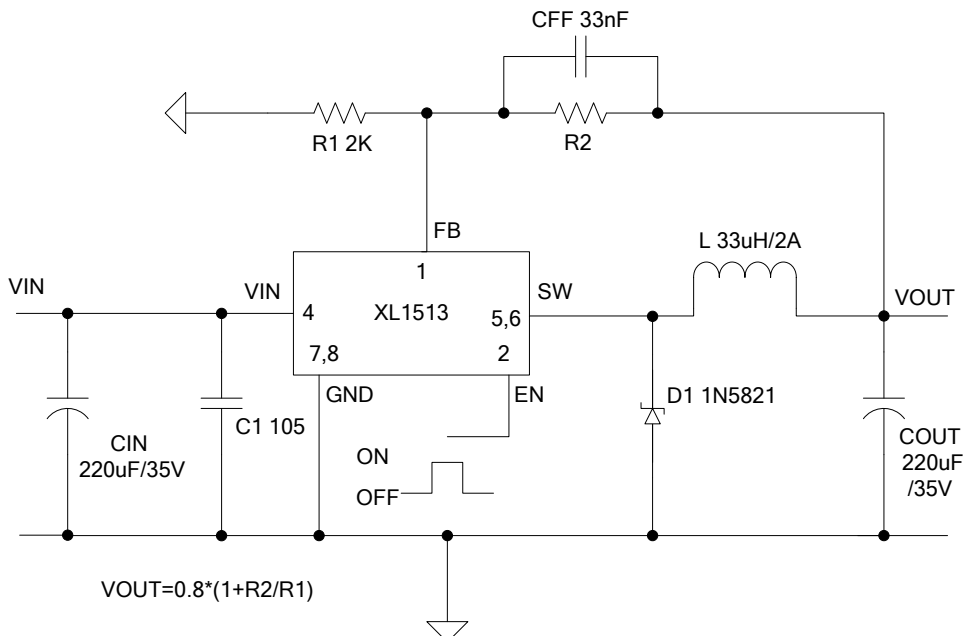 CFF 33nF
R1 2K
R2
FB
L 33uH/2A
1
VIN
VIN
SW
VOUT
4
XL1513
5,6
7,8
2
GND
EN
D1 1N5821
C1 105
CIN
220uF/35V
COUT
220uF
/35V
ON
OFF
VOUT=0.8*(1+R2/R1)